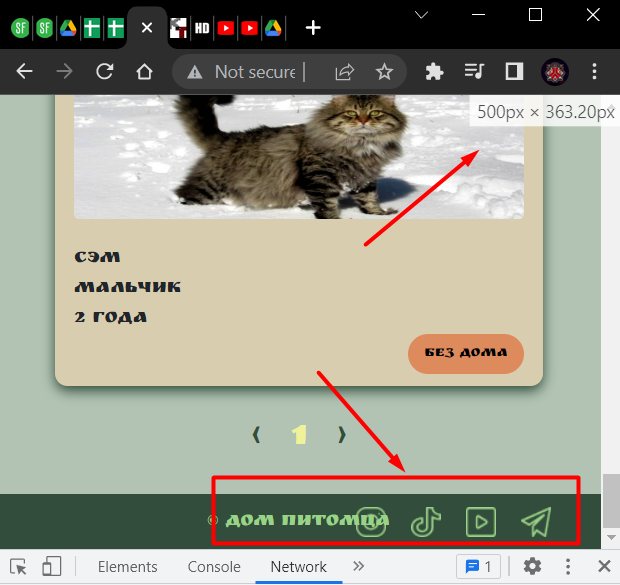 SF
SF
HD
Not secure
500px × 363.20px
СЭМ
МАЛЬЧИК
2 ГОДА
БЕЗ ДОМА
‹ 1 ›
© ДОМ ПИТОМЦА
Elements Console Network » 1